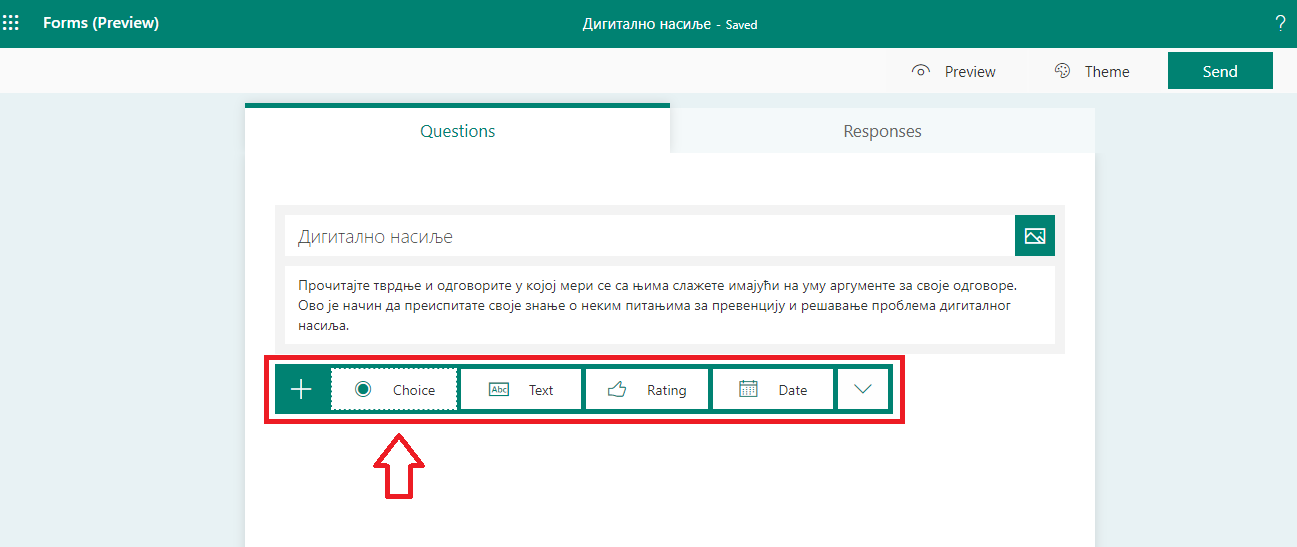 Forms (Preview)
Дигитално насиље - Saved
?
Preview
Theme
Send
Questions
Responses
Дигитално насиље
Прочитајте тврдње и одговорите у којој мери се са њима слажете имајући на уму аргументе за своје одговоре.
Ово је начин да преиспитате своје знање о неким питањима за превенцију и решавање проблема дигиталног
насиља.
Choice
Abc Text
Rating
Date